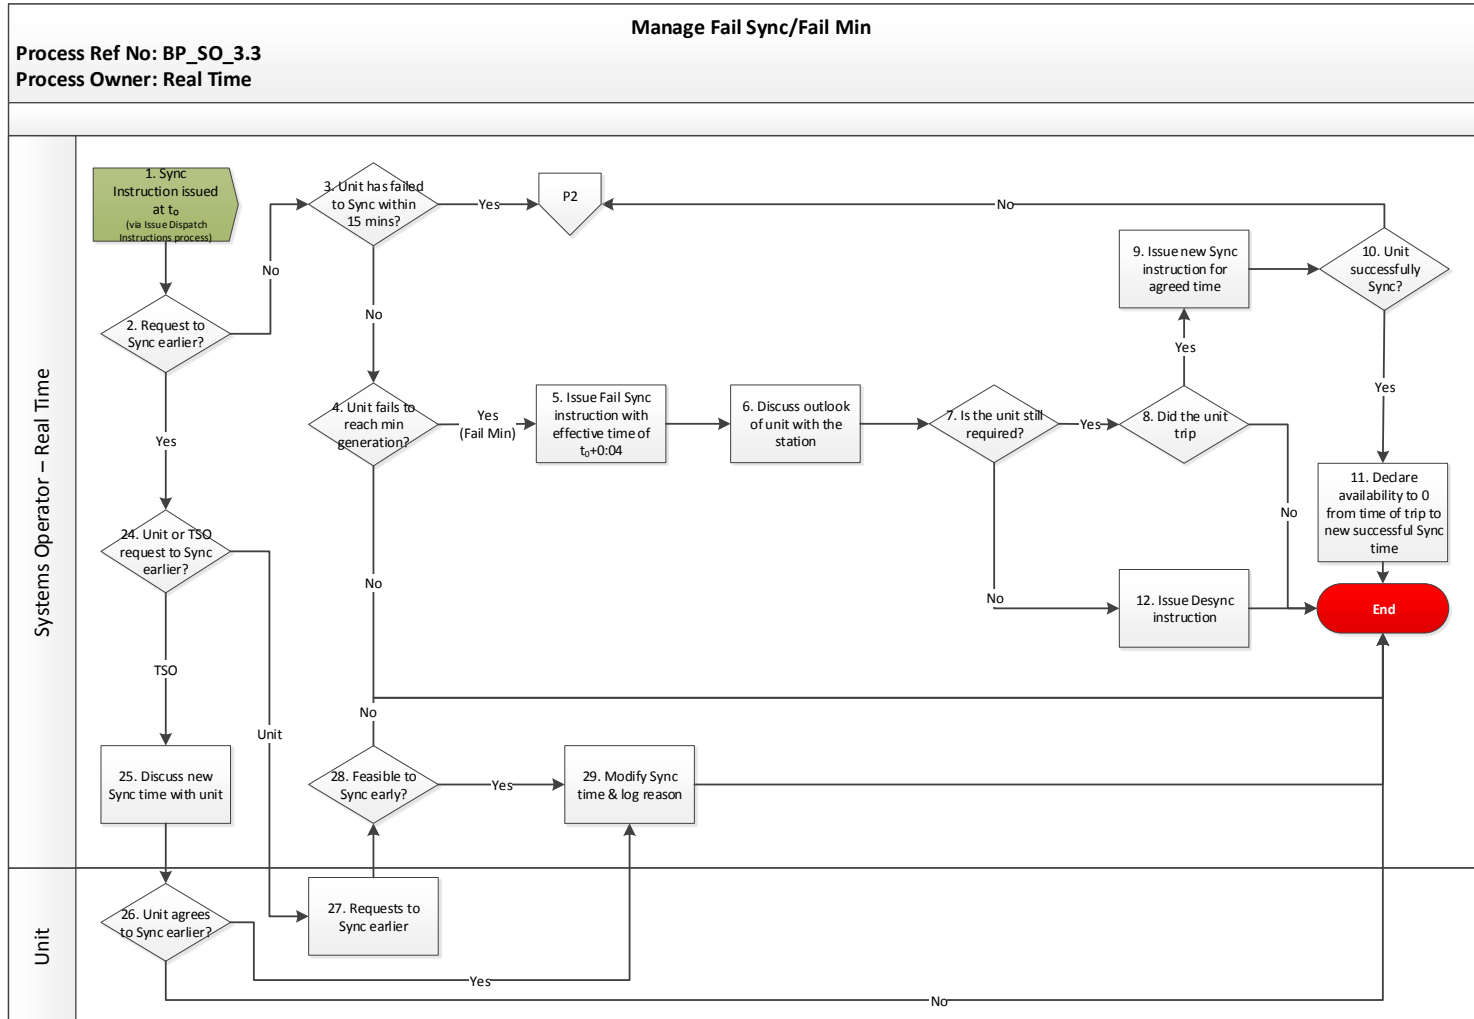 Manage Fail Sync/Fail Min
Process Ref No: BP_SO_3.3
Process Owner: Real Time
Systems Operator – Real Time
1. Sync
Instruction issued
at t₀
(via Issue Dispatch
Instructions process)
No
2. Request to
Sync earlier?
Yes
3. Unit has failed
to Sync within
15 mins?
Yes
P2
No
No
4. Unit fails to
reach min
generation?
Yes
(Fail Min)
5. Issue Fail Sync
instruction with
effective time of
t₀+0:04
6. Discuss outlook
of unit with the
station
7. Is the unit still
required?
Yes
8. Did the unit
trip
Yes
9. Issue new Sync
instruction for
agreed time
10. Unit
successfully
Sync?
Yes
11. Declare
availability to 0
from time of trip to
new successful Sync
time
No
No
12. Issue Desync
instruction
End
24. Unit or TSO
request to Sync
earlier?
No
TSO
Unit
25. Discuss new
Sync time with unit
No
28. Feasible to
Sync early?
Yes
29. Modify Sync
time & log reason
Unit
26. Unit agrees
to Sync earlier?
27. Requests to
Sync earlier
Yes
No